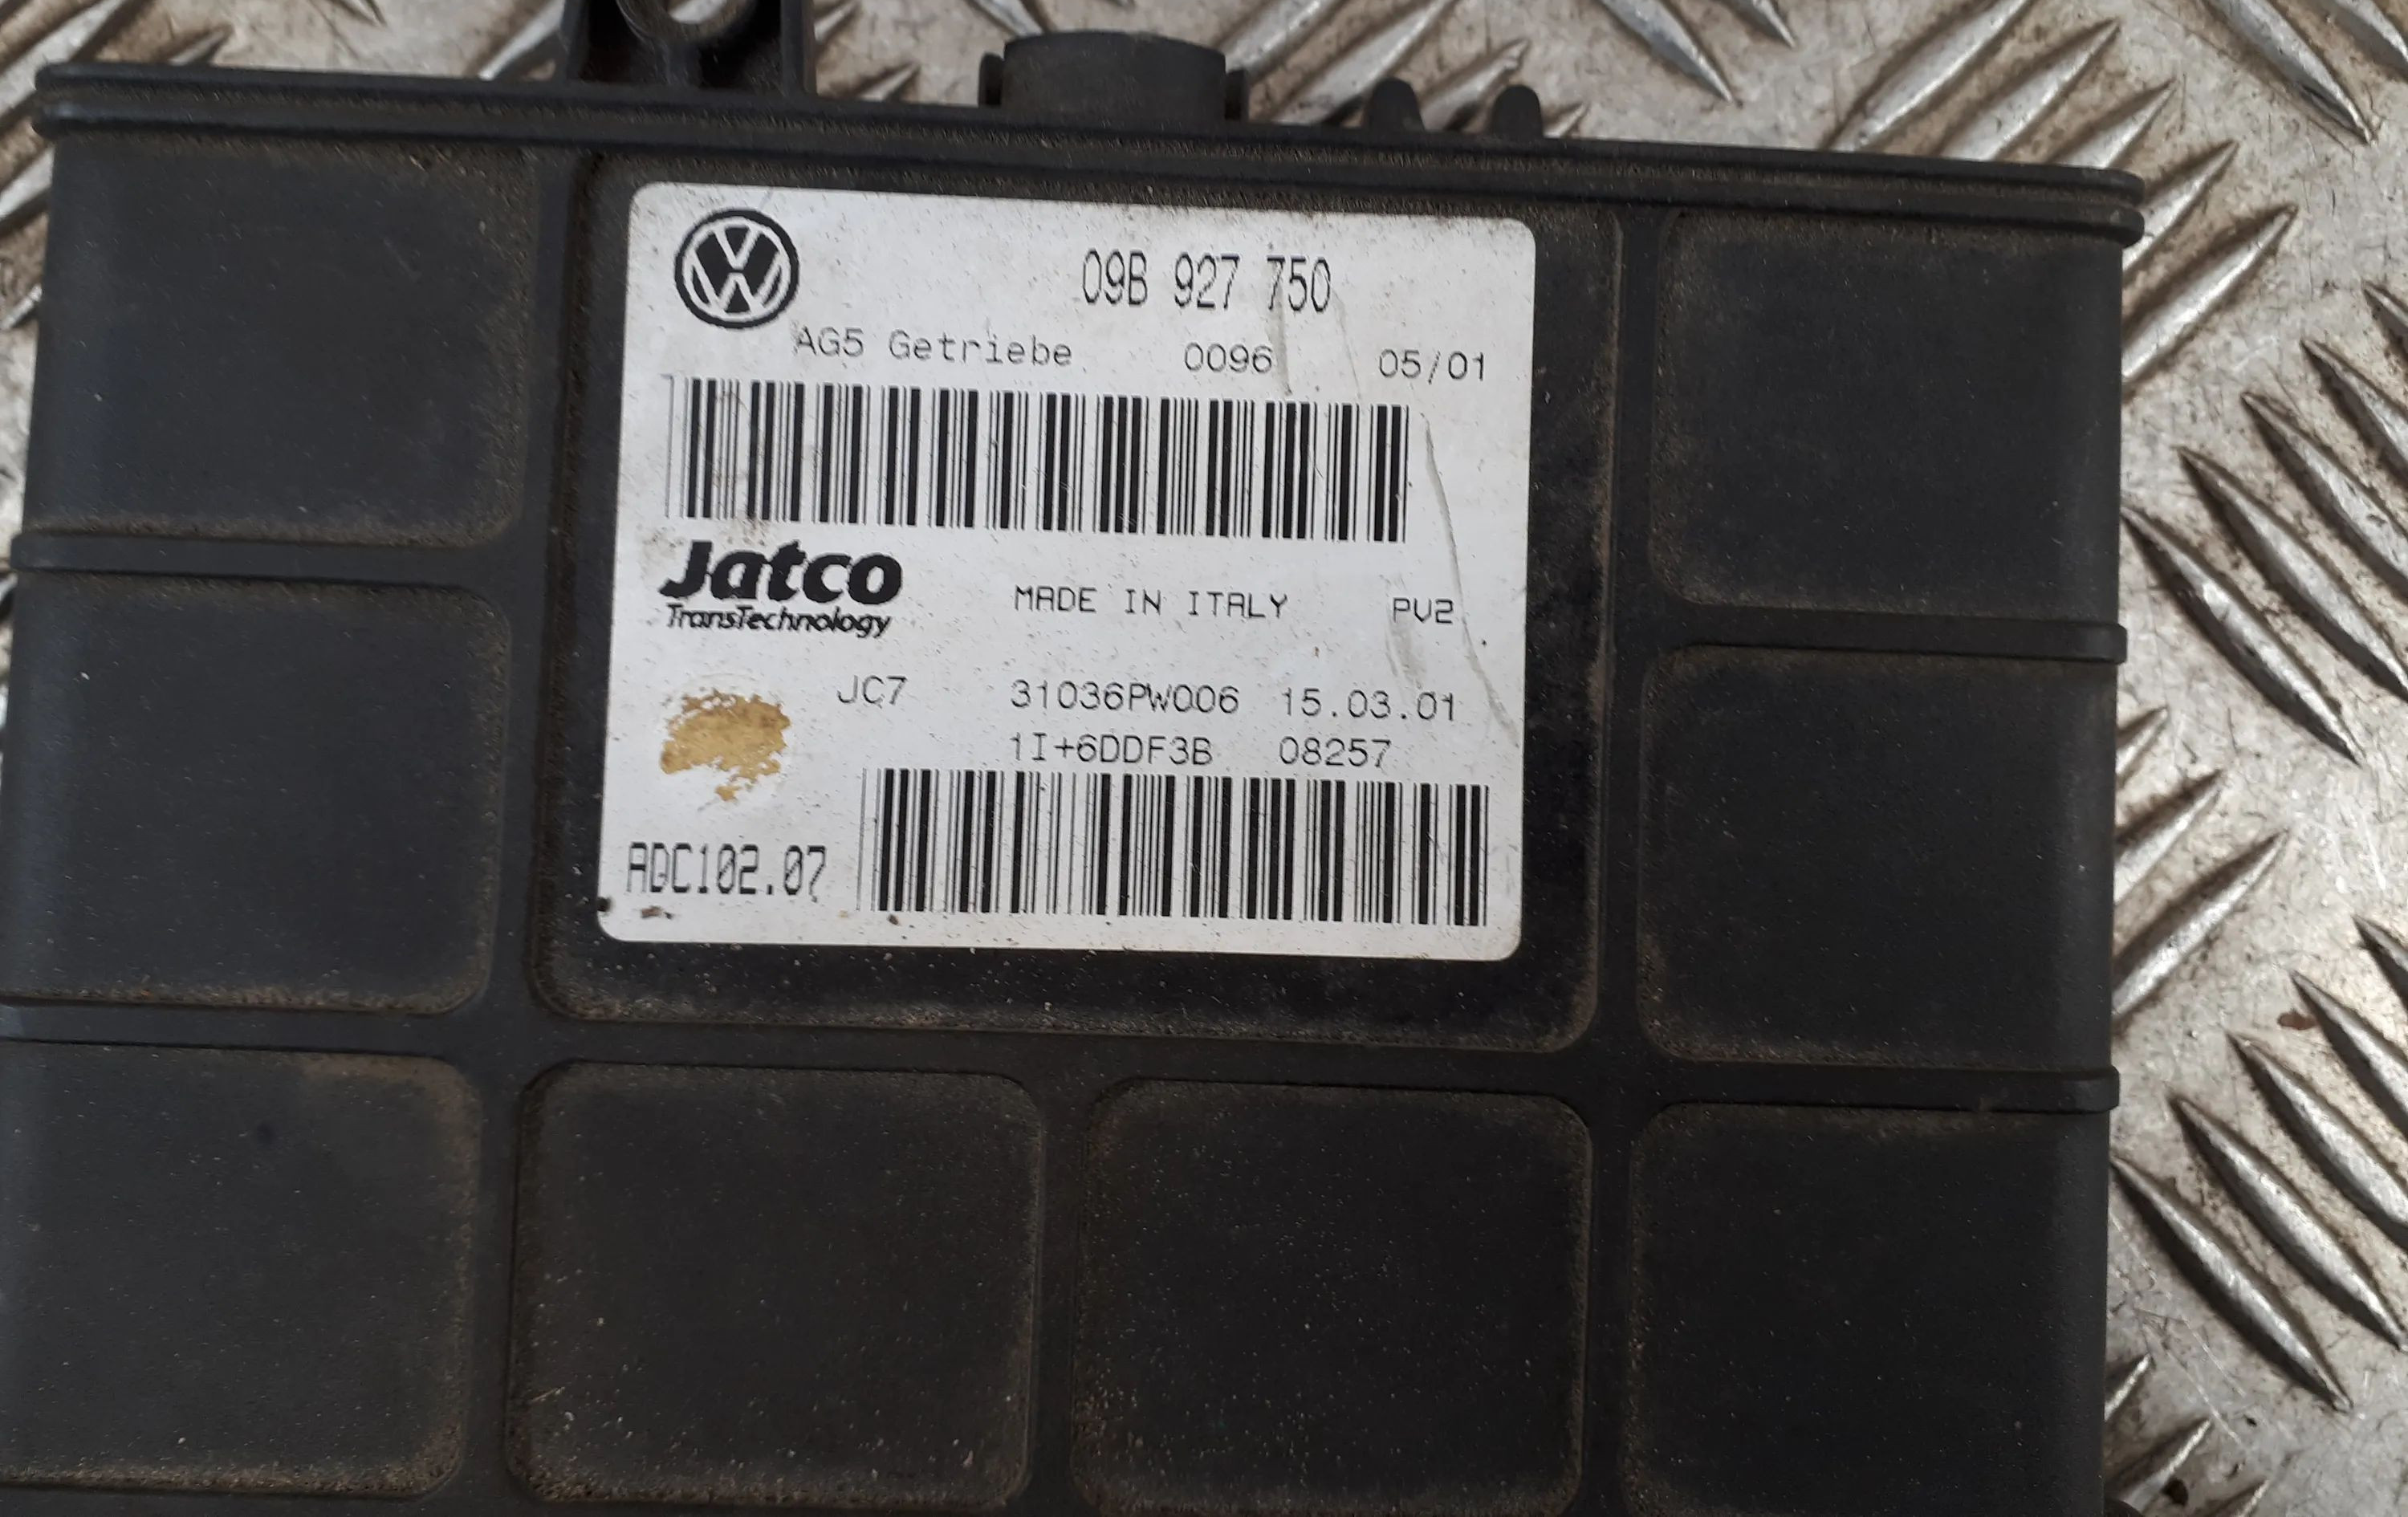 09B 927 750
AG5 Getriebe 0096 05/01
Jatco
TransTechnology
MADE IN ITALY PV2
JC7 31036PW006 15.03.01
1I+6DDF3B 08257
ADC102.07